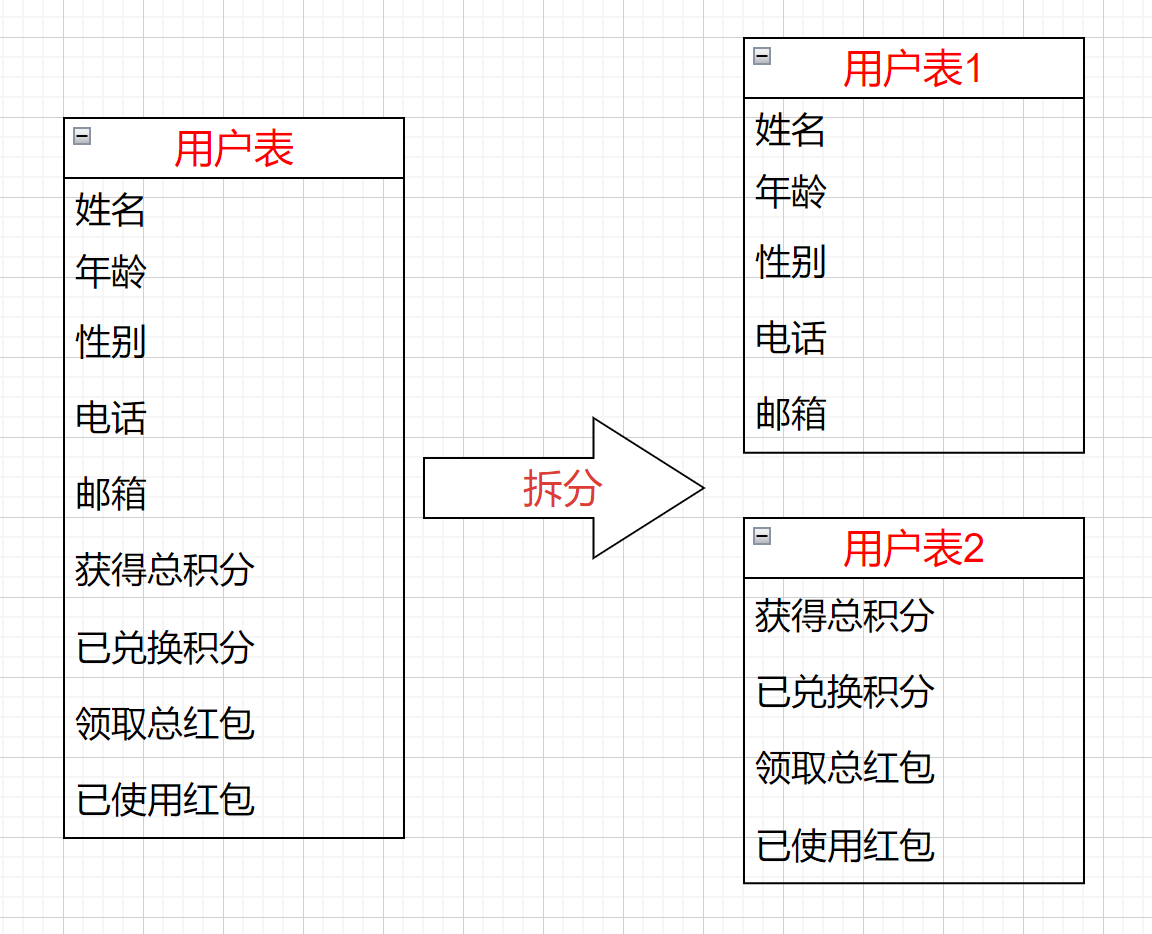 用户表
姓名
年龄
性别
电话
邮箱
获得总积分
已兑换积分
领取总红包
已使用红包
拆分
用户表1
姓名
年龄
性别
电话
邮箱
用户表2
获得总积分
已兑换积分
领取总红包
已使用红包